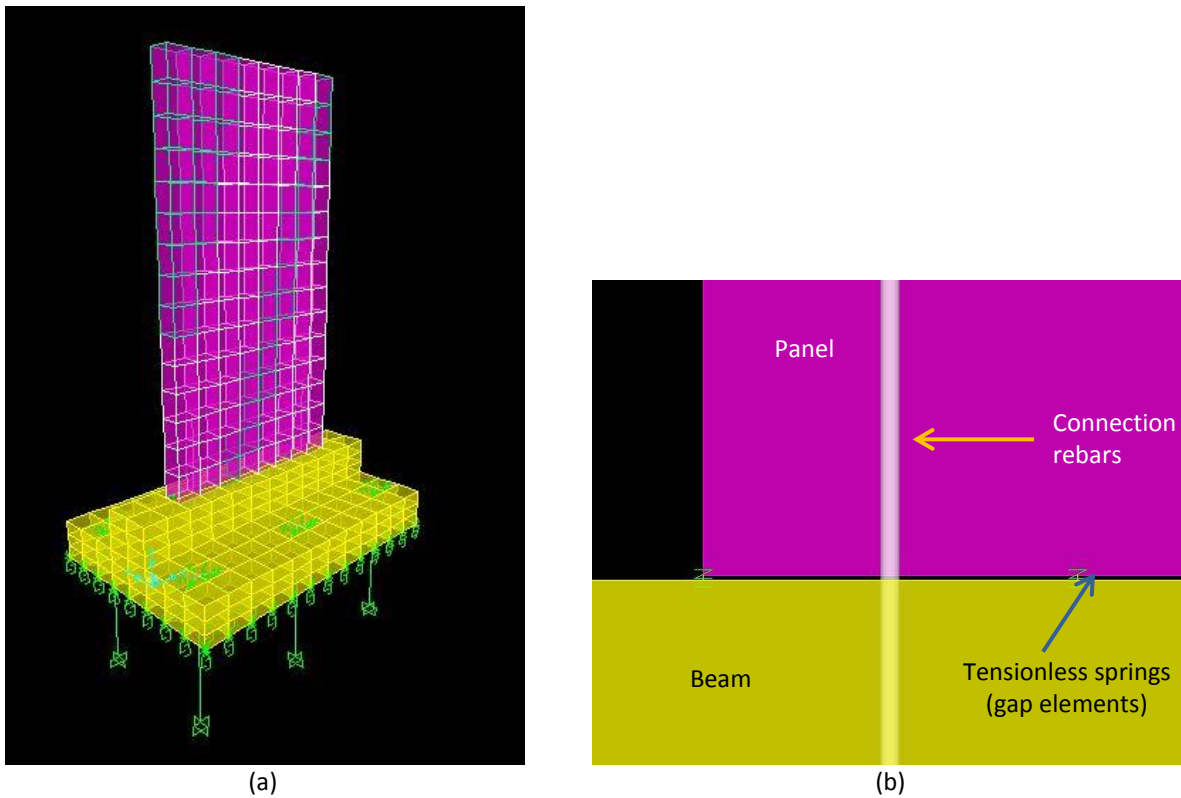 Panel
Connection
rebars
Beam
Tensionless springs
(gap elements)
(a)
(b)